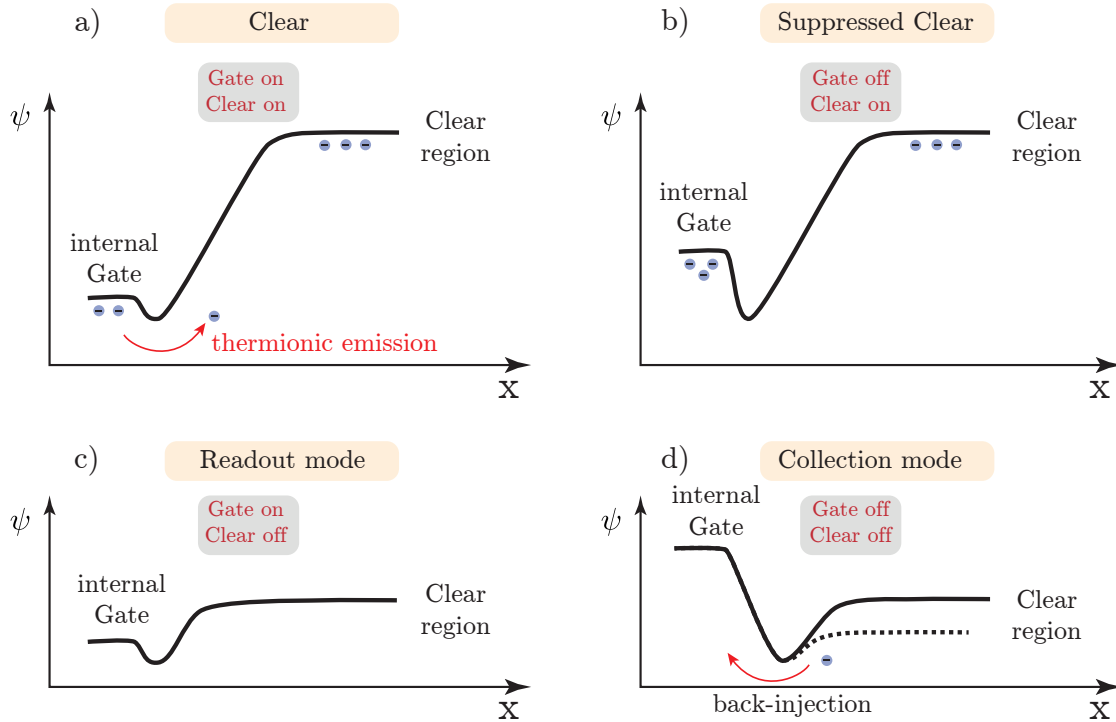 a)
Clear
Gate on
Clear on
ψ
Clear
region
internal
Gate
thermionic emission
x
b)
Suppressed Clear
Gate off
Clear on
ψ
Clear
region
internal
Gate
x
c)
Readout mode
Gate on
Clear off
ψ
internal
Gate
Clear
region
x
d)
Collection mode
internal
Gate
Gate off
Clear off
ψ
Clear
region
back-injection
x